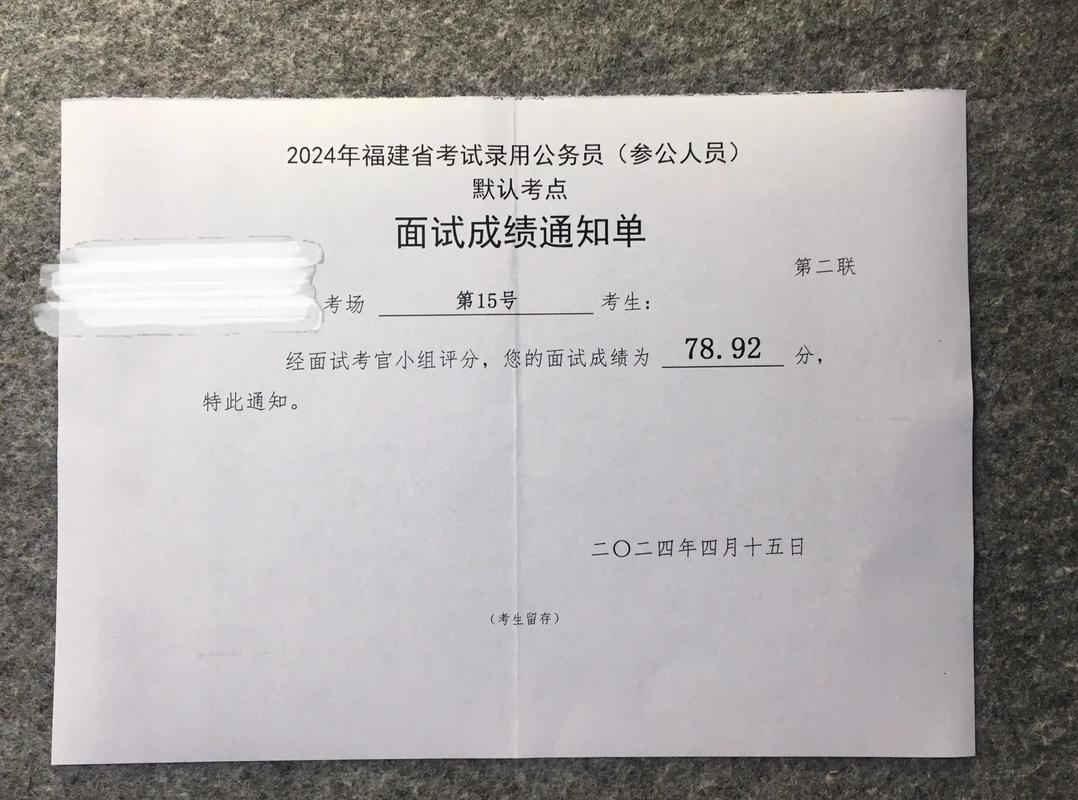 2024年福建省考试录用公务员（参公人员）
默认考点
面试成绩通知单
第二联
考场 第15号 考生：
经面试考官小组评分，您的面试成绩为 78.92 分，
特此通知。
二〇二四年四月十五日
（考生留存）